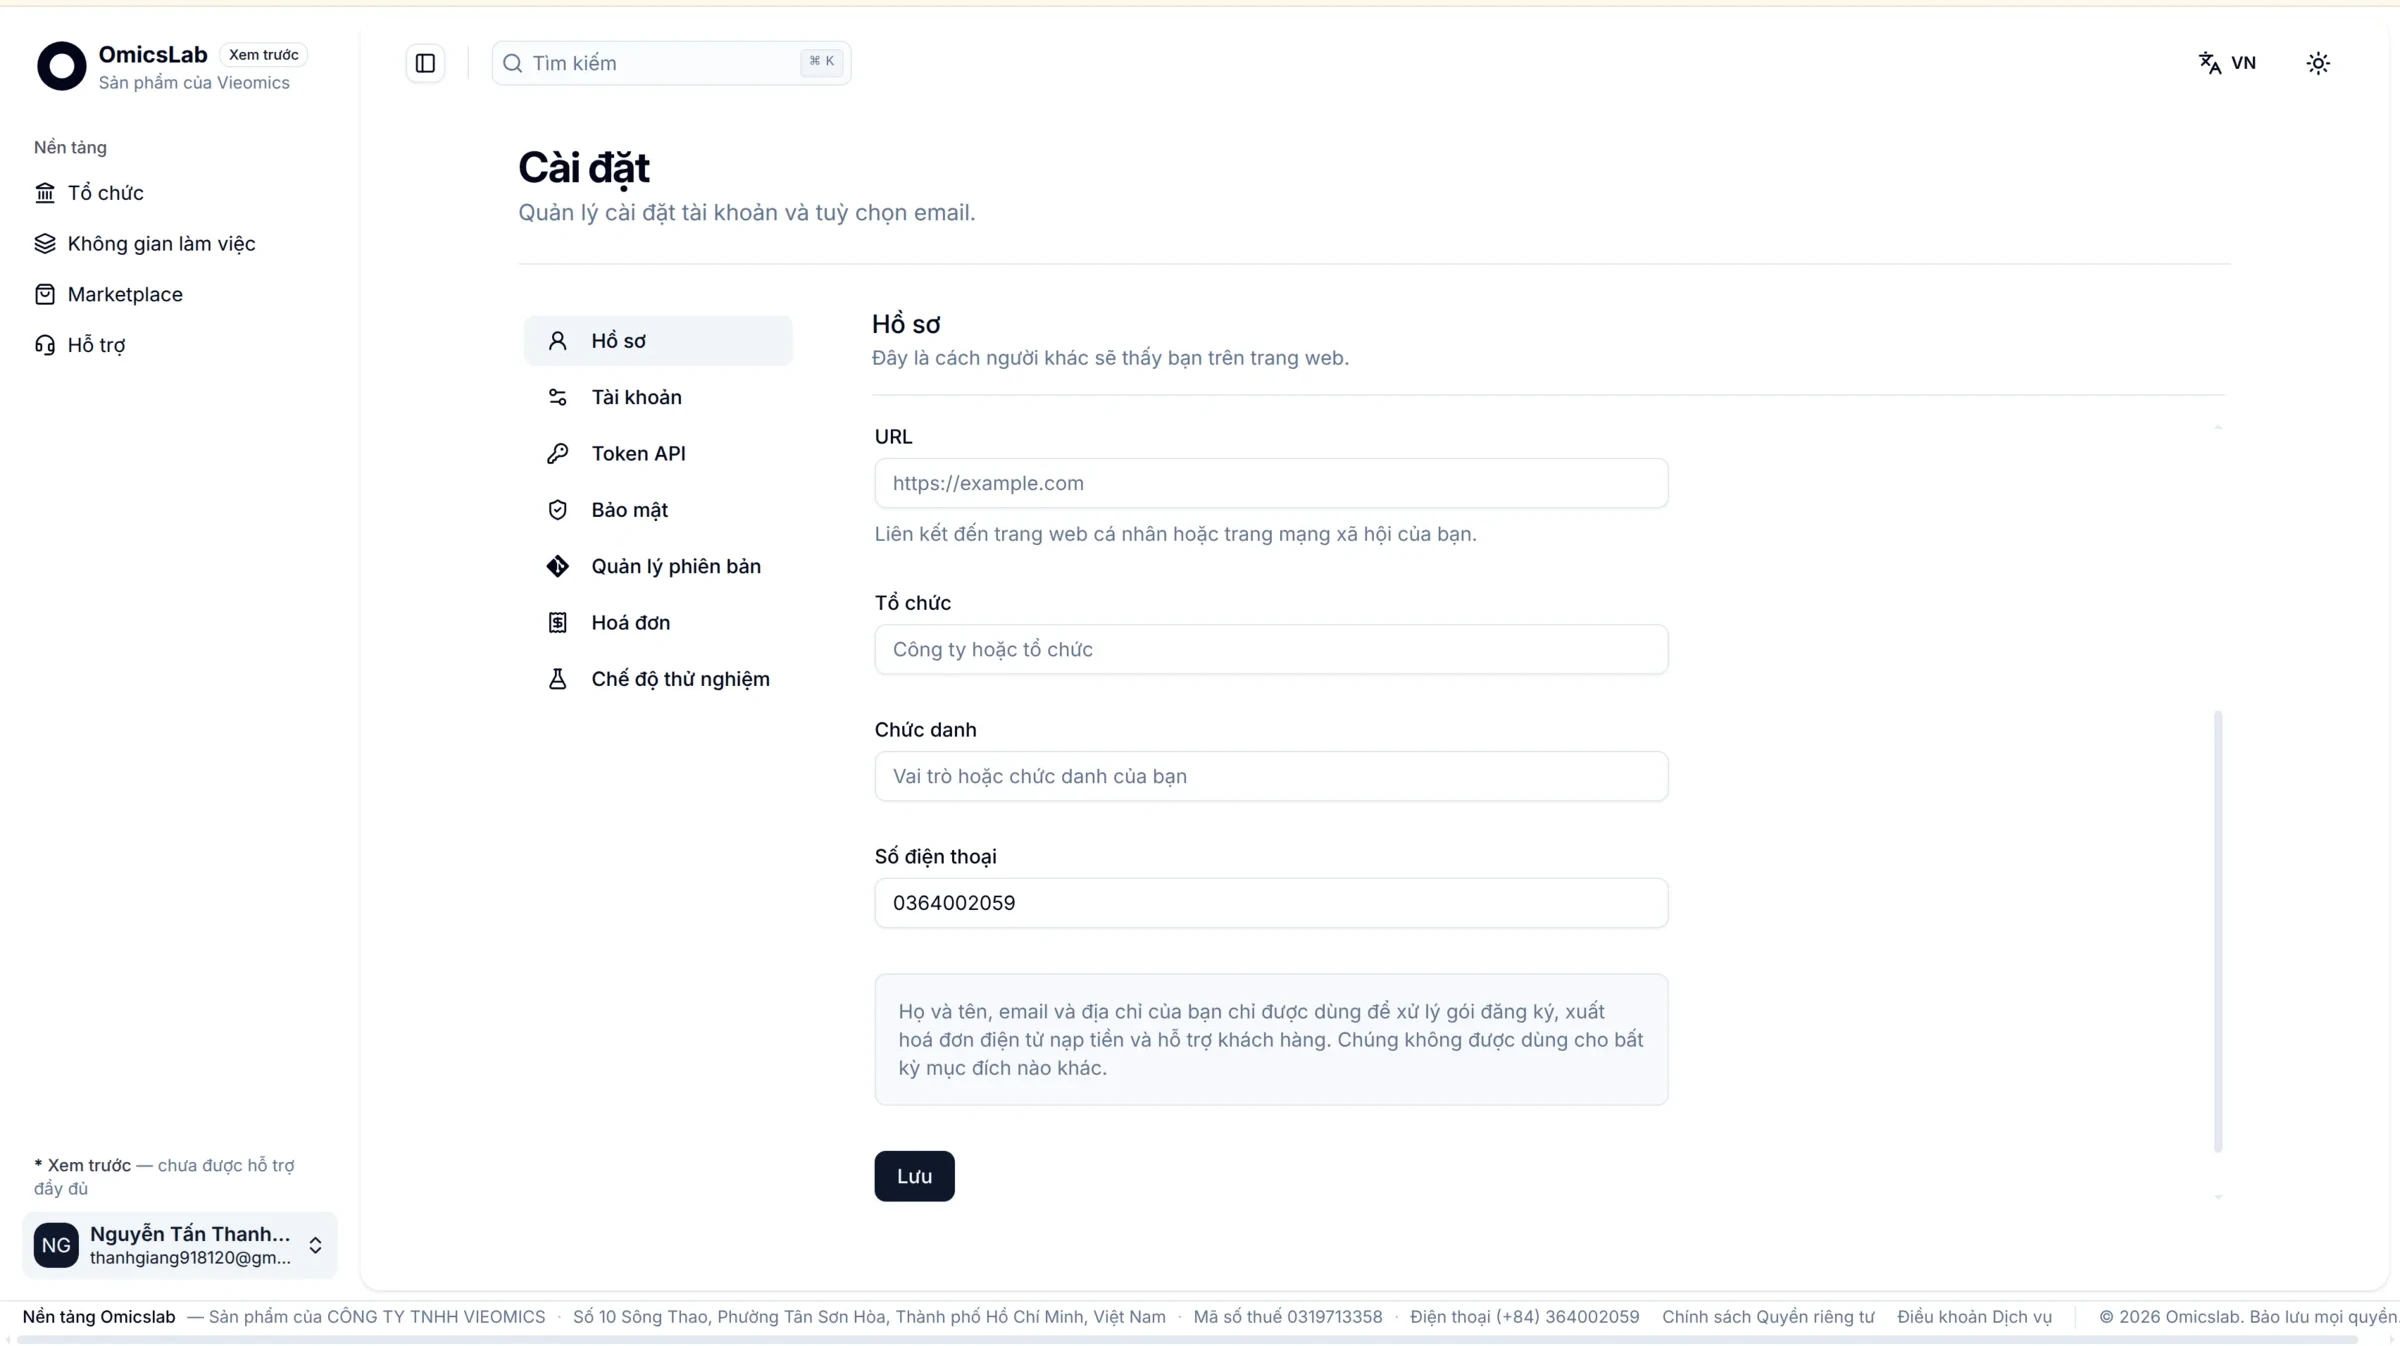 OmicsLab
Xem trước
Sản phẩm của Vieomics
Nền tảng
Tổ chức
Không gian làm việc
Marketplace
Hỗ trợ
* Xem trước — chưa được hỗ trợ
đầy đủ
NG
Nguyễn Tấn Thanh...
thanhgiang918120@gm...
Tìm kiếm
⌘ K
VN
Cài đặt
Quản lý cài đặt tài khoản và tuỳ chọn email.
Hồ sơ
Tài khoản
Token API
Bảo mật
Quản lý phiên bản
Hoá đơn
Chế độ thử nghiệm
Hồ sơ
Đây là cách người khác sẽ thấy bạn trên trang web.
URL
https://example.com
Liên kết đến trang web cá nhân hoặc trang mạng xã hội của bạn.
Tổ chức
Công ty hoặc tổ chức
Chức danh
Vai trò hoặc chức danh của bạn
Số điện thoại
0364002059
Họ và tên, email và địa chỉ của bạn chỉ được dùng để xử lý gói đăng ký, xuất
hoá đơn điện tử nạp tiền và hỗ trợ khách hàng. Chúng không được dùng cho bất
kỳ mục đích nào khác.
Lưu
Nền tảng Omicslab — Sản phẩm của CÔNG TY TNHH VIEOMICS · Số 10 Sông Thao, Phường Tân Sơn Hòa, Thành phố Hồ Chí Minh, Việt Nam · Mã số thuế 0319713358 · Điện thoại (+84) 364002059 Chính sách Quyền riêng tư Điều khoản Dịch vụ © 2026 Omicslab. Bảo lưu mọi quyền.